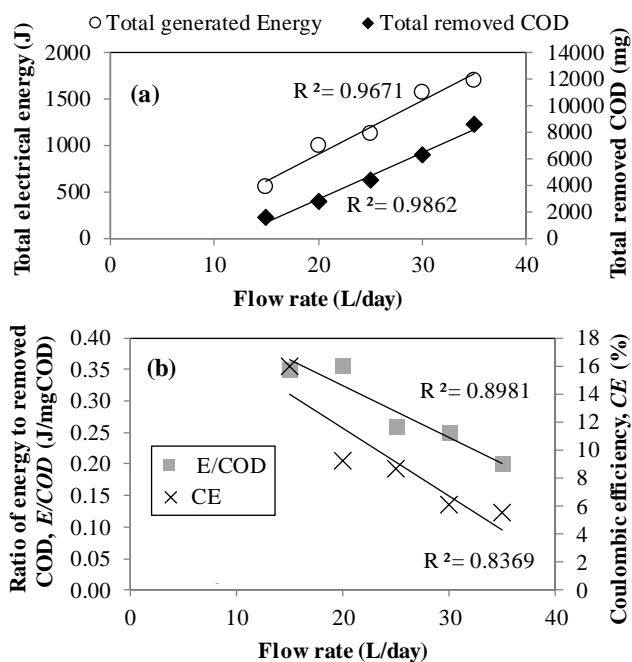 Total generated Energy
Total removed COD
Total electrical energy (J)
2000
1500
1000
500
0
(a)
R²= 0.9671
R²= 0.9862
14000
12000
10000
8000
6000
4000
2000
0
Total removed COD (mg)
0
10
20
30
40
Flow rate (L/day)
Ratio of energy to removed
COD, E/COD (J/mgCOD)
0.40
0.35
0.30
0.25
0.20
0.15
0.10
0.05
0.00
(b)
R²= 0.8981
E/COD
CE
R²= 0.8369
18
16
14
12
10
8
6
4
2
0
Coulombic efficiency, CE (%)
0
10
20
30
40
Flow rate (L/day)